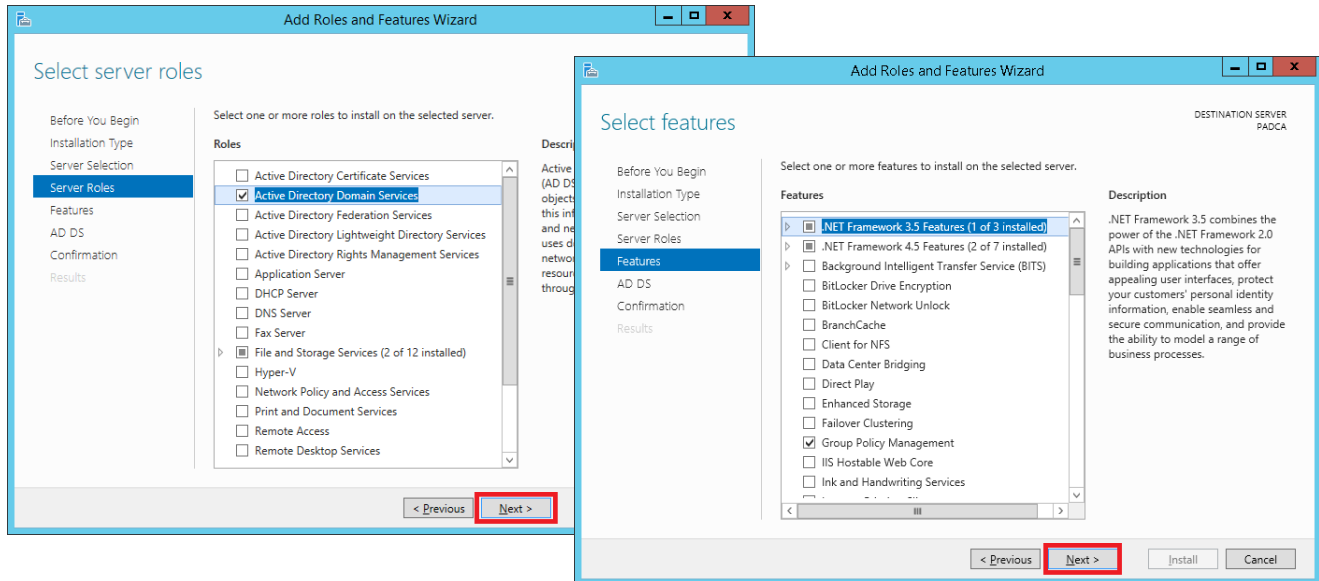 Add Roles and Features Wizard
Select server roles
Before You Begin
Installation Type
Server Selection
Server Roles
Features
AD DS
Confirmation
Results
Select one or more roles to install on the selected server.
Roles
Active Directory Certificate Services
Active Directory Domain Services
Active Directory Federation Services
Active Directory Lightweight Directory Services
Active Directory Rights Management Services
Application Server
DHCP Server
DNS Server
Fax Server
File and Storage Services (2 of 12 installed)
Hyper-V
Network Policy and Access Services
Print and Document Services
Remote Access
Remote Desktop Services
Active
(AD DS
< Previous
Next >
Add Roles and Features Wizard
Select features
DESTINATION SERVER
PADCA
Before You Begin
Installation Type
Server Selection
Server Roles
Features
AD DS
Confirmation
Results
Select one or more features to install on the selected server.
Features
.NET Framework 3.5 Features (1 of 3 installed)
.NET Framework 4.5 Features (2 of 7 installed)
Background Intelligent Transfer Service (BITS)
BitLocker Drive Encryption
BitLocker Network Unlock
BranchCache
Client for NFS
Data Center Bridging
Direct Play
Enhanced Storage
Failover Clustering
Group Policy Management
IIS Hostable Web Core
Ink and Handwriting Services
Description
.NET Framework 3.5 combines the
power of the .NET Framework 2.0
APIs with new technologies for
building applications that offer
appealing user interfaces, protect
your customers' personal identity
information, enable seamless and
secure communication, and provide
the ability to model a range of
business processes.
< Previous
Next >
Install
Cancel